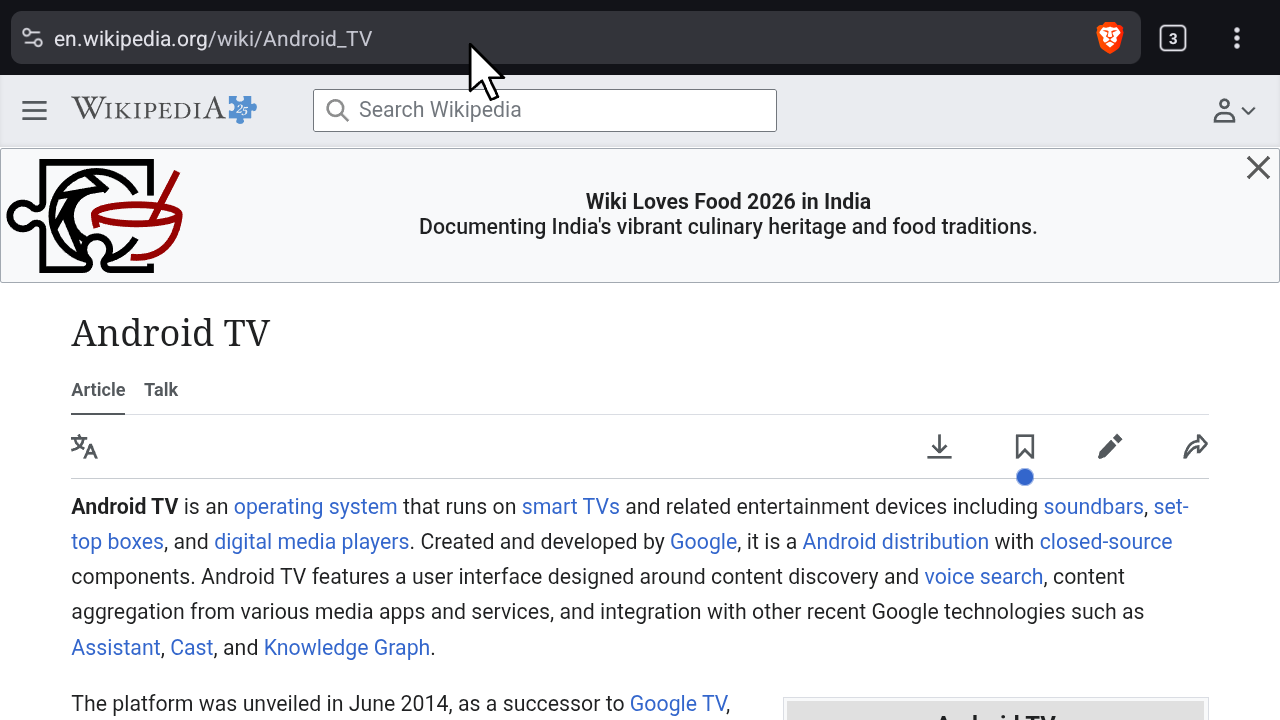 en.wikipedia.org/wiki/Android_TV
3
WIKIPEDIA 25
Search Wikipedia
Wiki Loves Food 2026 in India
Documenting India's vibrant culinary heritage and food traditions.
Android TV
Article Talk
Android TV is an operating system that runs on smart TVs and related entertainment devices including soundbars, set-
top boxes, and digital media players. Created and developed by Google, it is a Android distribution with closed-source
components. Android TV features a user interface designed around content discovery and voice search, content
aggregation from various media apps and services, and integration with other recent Google technologies such as
Assistant, Cast, and Knowledge Graph.
The platform was unveiled in June 2014, as a successor to Google TV,
Android TV